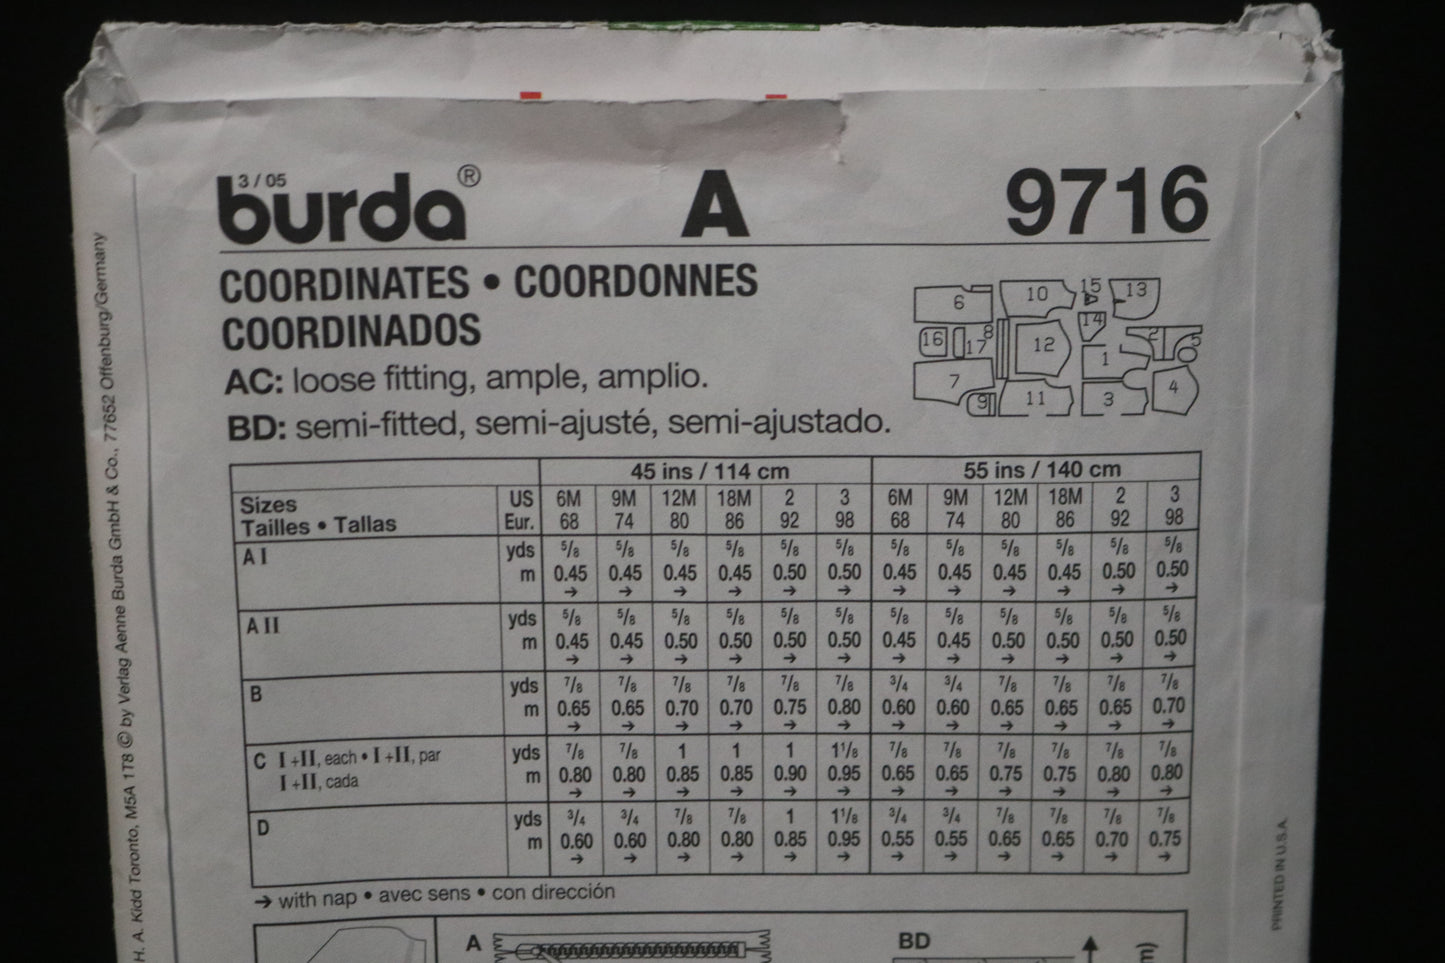 3/05
burda® A 9716
COORDINATES • COORDONNES
COORDINADOS
AC: loose fitting, ample, amplio.
BD: semi-fitted, semi-ajusté, semi-ajustado.
6 10 15 13
16 17 8 12 14 1 2 5
7 9 11 3 4
45 ins / 114 cm 55 ins / 140 cm
Sizes US 6M 9M 12M 18M 2 3 6M 9M 12M 18M 2 3
Tailles • Tallas Eur. 68 74 80 86 92 98 68 74 80 86 92 98
A I yds 5/8 5/8 5/8 5/8 5/8 5/8 5/8 5/8 5/8 5/8 5/8 5/8
m 0.45 0.45 0.45 0.45 0.50 0.50 0.45 0.45 0.45 0.45 0.50 0.50
→ → → → → → → → → → → →
A II yds 5/8 5/8 5/8 5/8 5/8 5/8 5/8 5/8 5/8 5/8 5/8 5/8
m 0.45 0.45 0.50 0.50 0.50 0.50 0.45 0.45 0.50 0.50 0.50 0.50
→ → → → → → → → → → → →
B yds 7/8 7/8 7/8 7/8 7/8 7/8 3/4 3/4 7/8 7/8 7/8 7/8
m 0.65 0.65 0.70 0.70 0.75 0.80 0.60 0.60 0.65 0.65 0.65 0.70
→ → → → → → → → → → → →
C I+II, each • I+II, par yds 7/8 7/8 1 1 1 1 1/8 7/8 7/8 7/8 7/8 7/8 7/8
I+II, cada m 0.80 0.80 0.85 0.85 0.90 0.95 0.65 0.65 0.75 0.75 0.80 0.80
→ → → → → → → → → → → →
D yds 3/4 3/4 7/8 7/8 1 1 1/8 3/4 3/4 7/8 7/8 7/8 7/8
m 0.60 0.60 0.80 0.80 0.85 0.95 0.55 0.55 0.65 0.65 0.70 0.75
→ → → → → → → → → → → →
→ with nap • avec sens • con dirección
A BD
H. A. Kidd Toronto, M5A 1T8 © by Verlag Aenne Burda GmbH & Co., 77652 Offenburg/Germany
PRINTED IN U.S.A.